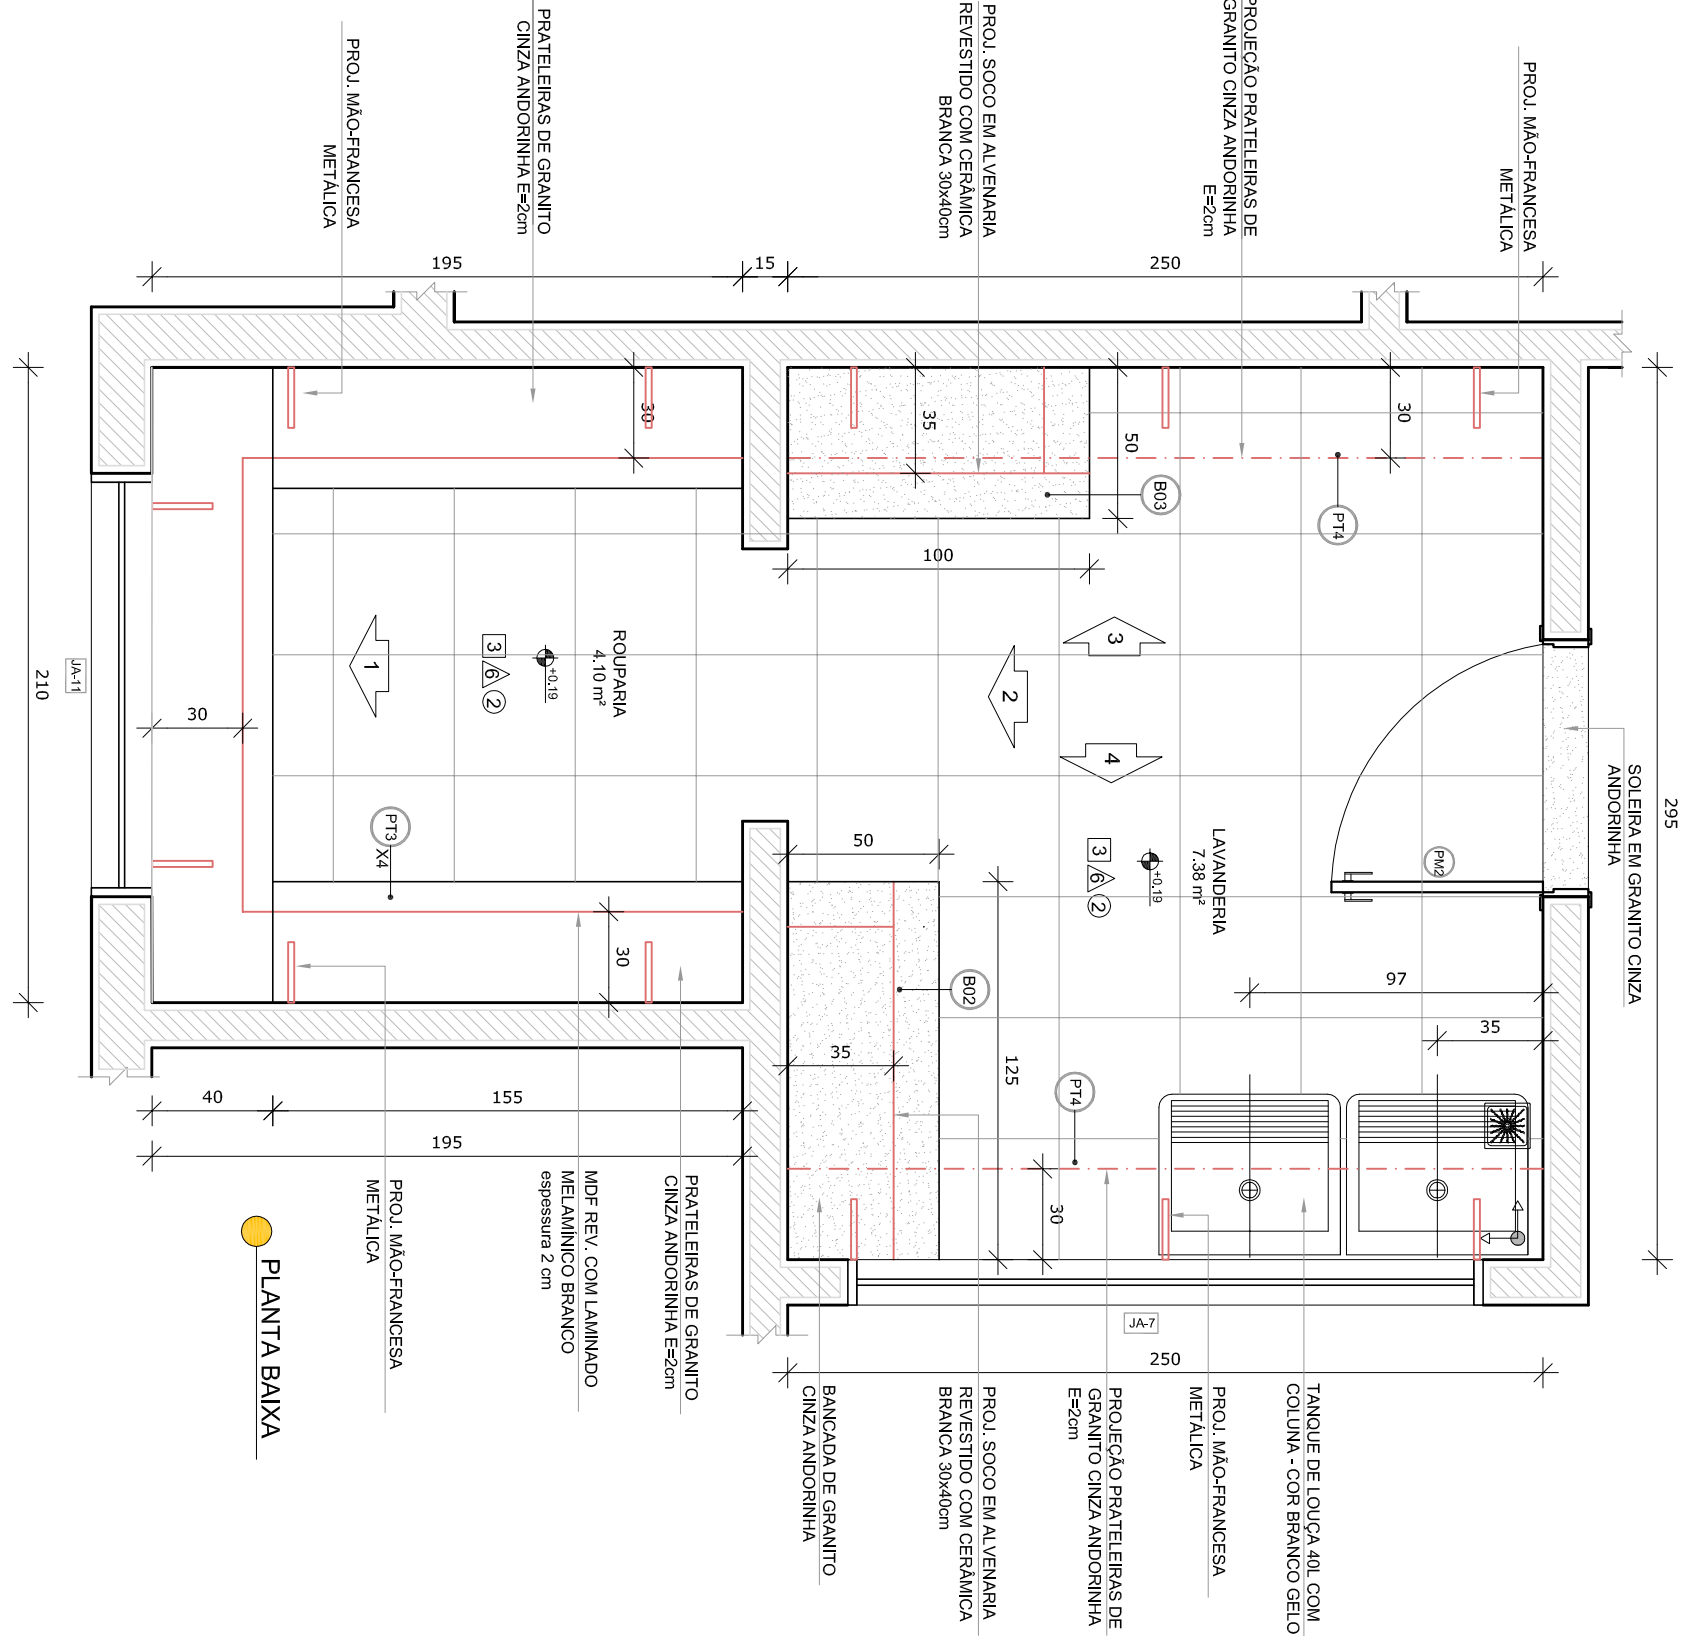 PROJ. MÃO-FRANCESA
METÁLICA
PROJEÇÃO PRATELEIRAS DE
GRANITO CINZA ANDORINHA
E=2cm
PROJ. SOCO EM ALVENARIA
REVESTIDO COM CERÂMICA
BRANCA 30x40cm
PRATELEIRAS DE GRANITO
CINZA ANDORINHA E=2cm
PROJ. MÃO-FRANCESA
METÁLICA
195
15
250
295
SOLEIRA EM GRANITO CINZA
ANDORINHA
30
35
50
30
B03
PT4
100
3
2
4
1
ROUPARIA
4.10 m²
+0.19
3
6
2
JA-11
210
30
PT3
X4
50
LAVANDERIA
7.38 m²
+0.19
3
6
2
PM2
97
35
30
B02
35
125
PT4
30
40
155
195
JA-7
250
TANQUE DE LOUÇA 40L COM
COLUNA - COR BRANCO GELO
PROJ. MÃO-FRANCESA
METÁLICA
PROJEÇÃO PRATELEIRAS DE
GRANITO CINZA ANDORINHA
E=2cm
PROJ. SOCO EM ALVENARIA
REVESTIDO COM CERÂMICA
BRANCA 30x40cm
BANCADA DE GRANITO
CINZA ANDORINHA
PRATELEIRAS DE GRANITO
CINZA ANDORINHA E=2cm
MDF REV. COM LAMINADO
MELAMÍNICO BRANCO
espessura 2 cm
PROJ. MÃO-FRANCESA
METÁLICA
PLANTA BAIXA